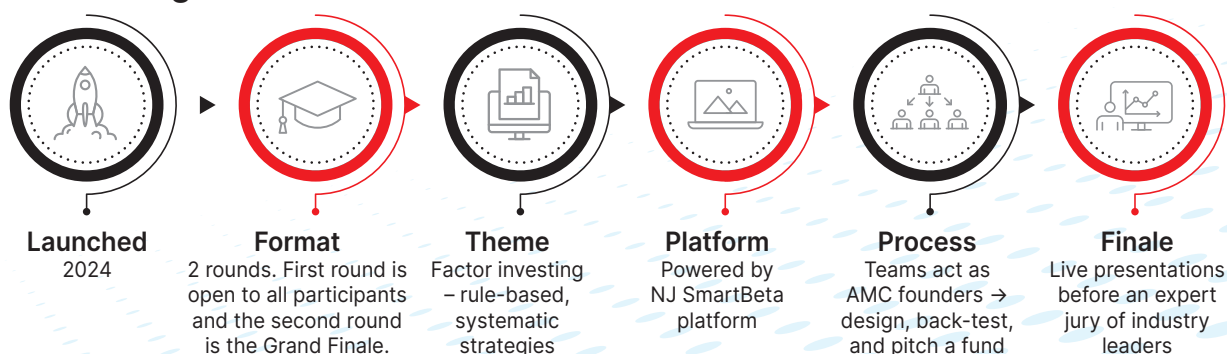 Launched
2024
Format
2 rounds. First round is
open to all participants
and the second round
is the Grand Finale.
Theme
Factor investing
– rule-based,
systematic
strategies
Platform
Powered by
NJ SmartBeta
platform
Process
Teams act as
AMC founders →
design, back-test,
and pitch a fund
Finale
Live presentations
before an expert
jury of industry
leaders